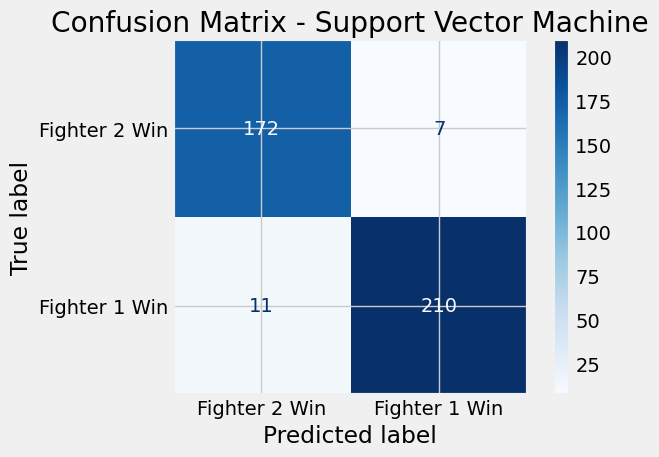 Confusion Matrix - Support Vector Machine
True label
Fighter 2 Win
172
7
Fighter 1 Win
11
210
Fighter 2 Win
Fighter 1 Win
Predicted label
200
175
150
125
100
75
50
25